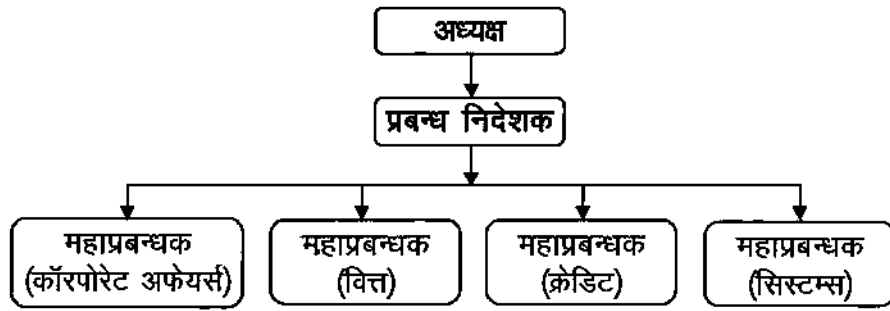 अध्यक्ष
प्रबन्ध निदेशक
महाप्रबन्धक
(कॉरपोरेट अफेयर्स)
महाप्रबन्धक
(वित्त)
महाप्रबन्धक
(क्रेडिट)
महाप्रबन्धक
(सिस्टम्स)